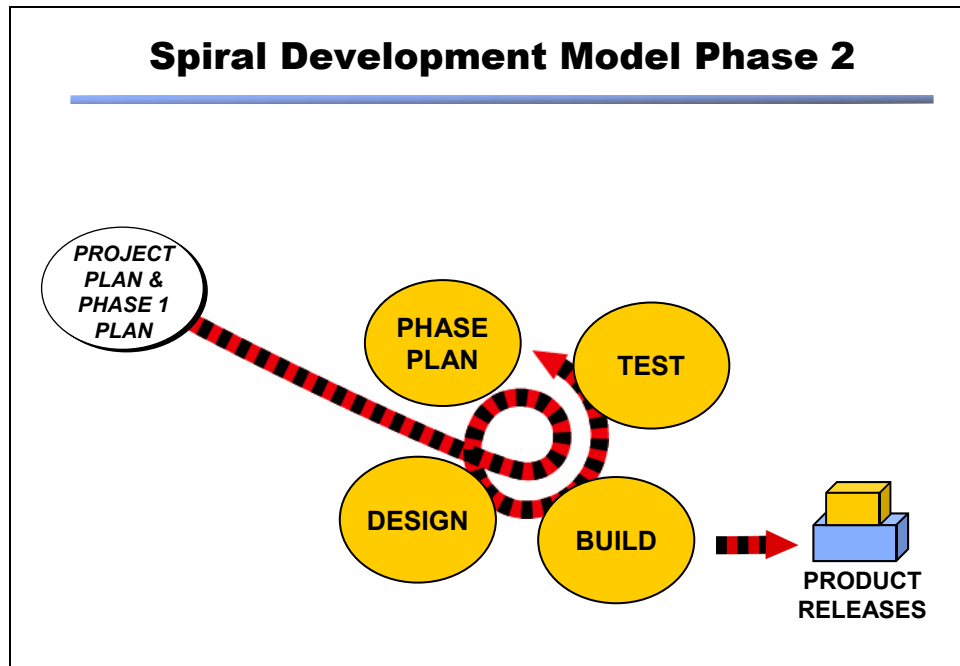 Spiral Development Model Phase 2
PROJECT
PLAN &
PHASE 1
PLAN
PHASE
PLAN
TEST
DESIGN
BUILD
PRODUCT
RELEASES